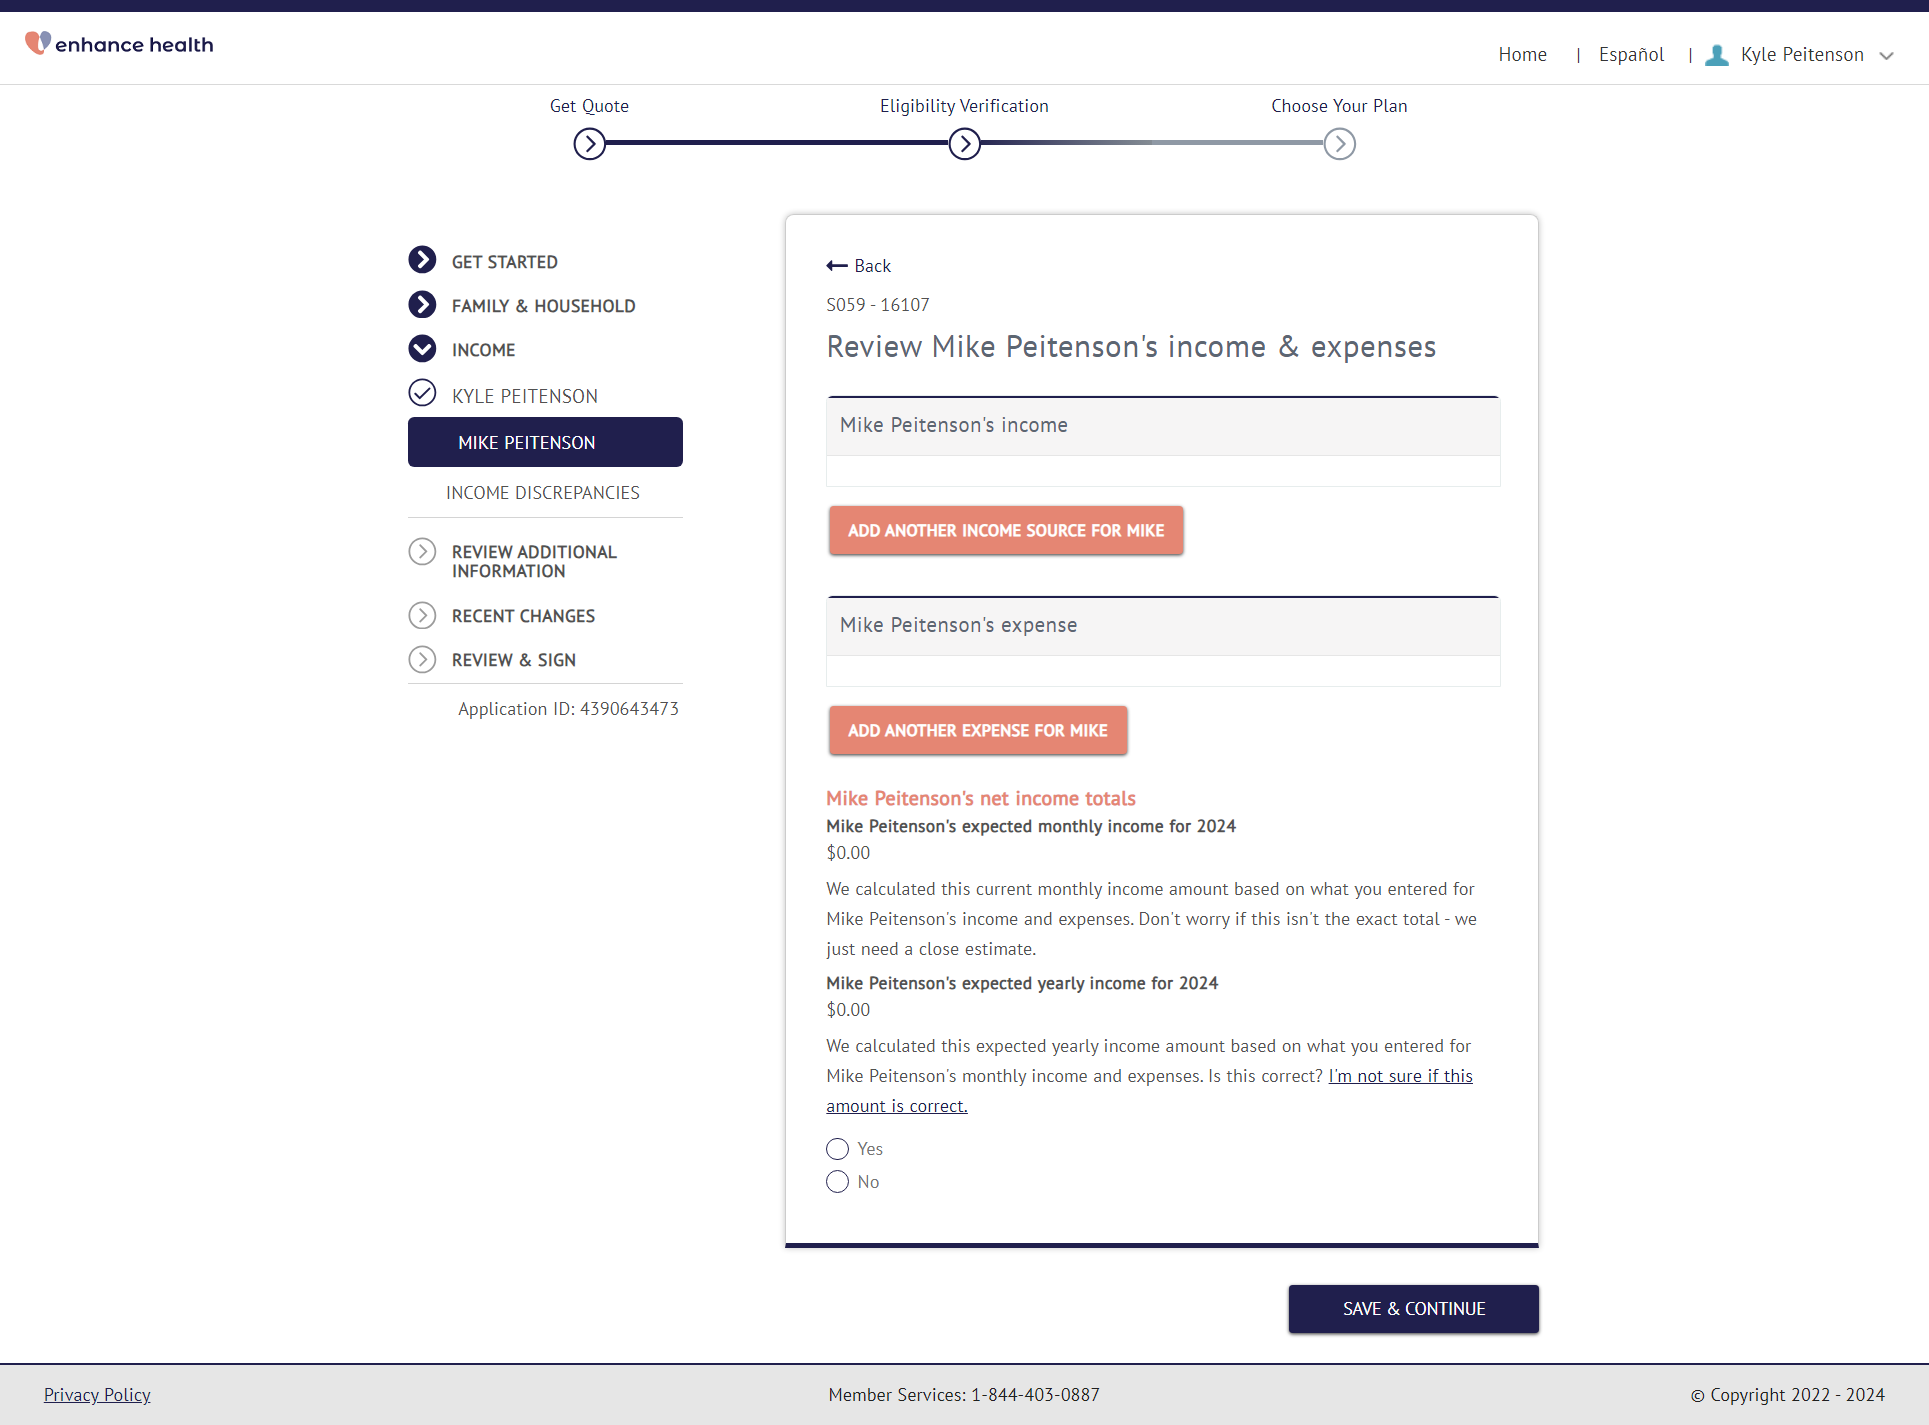 enhance health
Home | Español | Kyle Peitenson
Get Quote
Eligibility Verification
Choose Your Plan
GET STARTED
FAMILY & HOUSEHOLD
INCOME
KYLE PEITENSON
MIKE PEITENSON
INCOME DISCREPANCIES
REVIEW ADDITIONAL
INFORMATION
RECENT CHANGES
REVIEW & SIGN
Application ID: 4390643473
Back
S059 - 16107
Review Mike Peitenson's income & expenses
Mike Peitenson's income
ADD ANOTHER INCOME SOURCE FOR MIKE
Mike Peitenson's expense
ADD ANOTHER EXPENSE FOR MIKE
Mike Peitenson's net income totals
Mike Peitenson's expected monthly income for 2024
$0.00
We calculated this current monthly income amount based on what you entered for
Mike Peitenson's income and expenses. Don't worry if this isn't the exact total - we
just need a close estimate.
Mike Peitenson's expected yearly income for 2024
$0.00
We calculated this expected yearly income amount based on what you entered for
Mike Peitenson's monthly income and expenses. Is this correct? I'm not sure if this
amount is correct.
Yes
No
SAVE & CONTINUE
Privacy Policy
Member Services: 1-844-403-0887
© Copyright 2022 - 2024